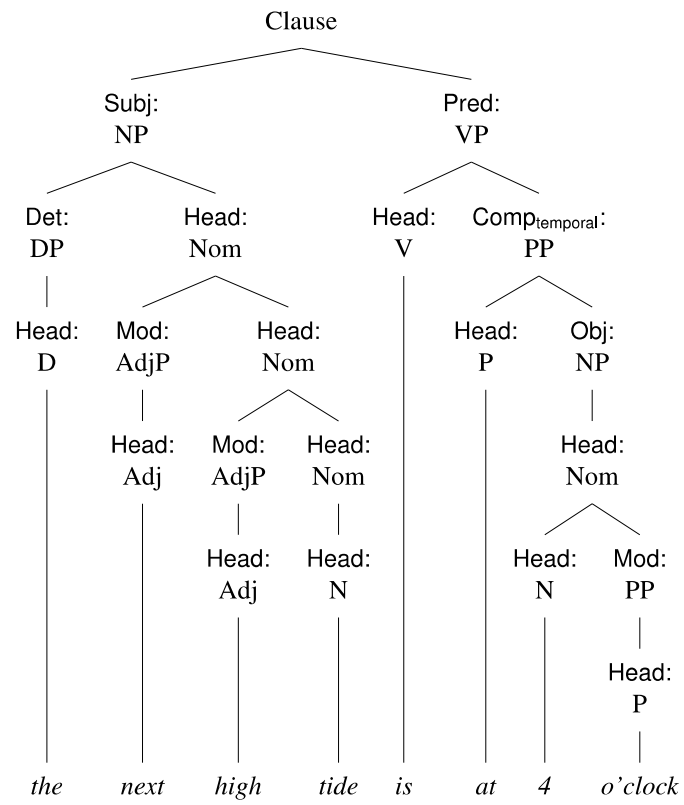 Clause
Subj: Pred:
NP VP
Det: Head: Head: Comp_temporal:
DP Nom V PP
Head: Mod: Head: Head: Obj:
D AdjP Nom P NP
Head: Mod: Head: Head:
Adj AdjP Nom Nom
Head: Head: Head: Mod:
Adj N N PP
Head:
P
the next high tide is at 4 o'clock